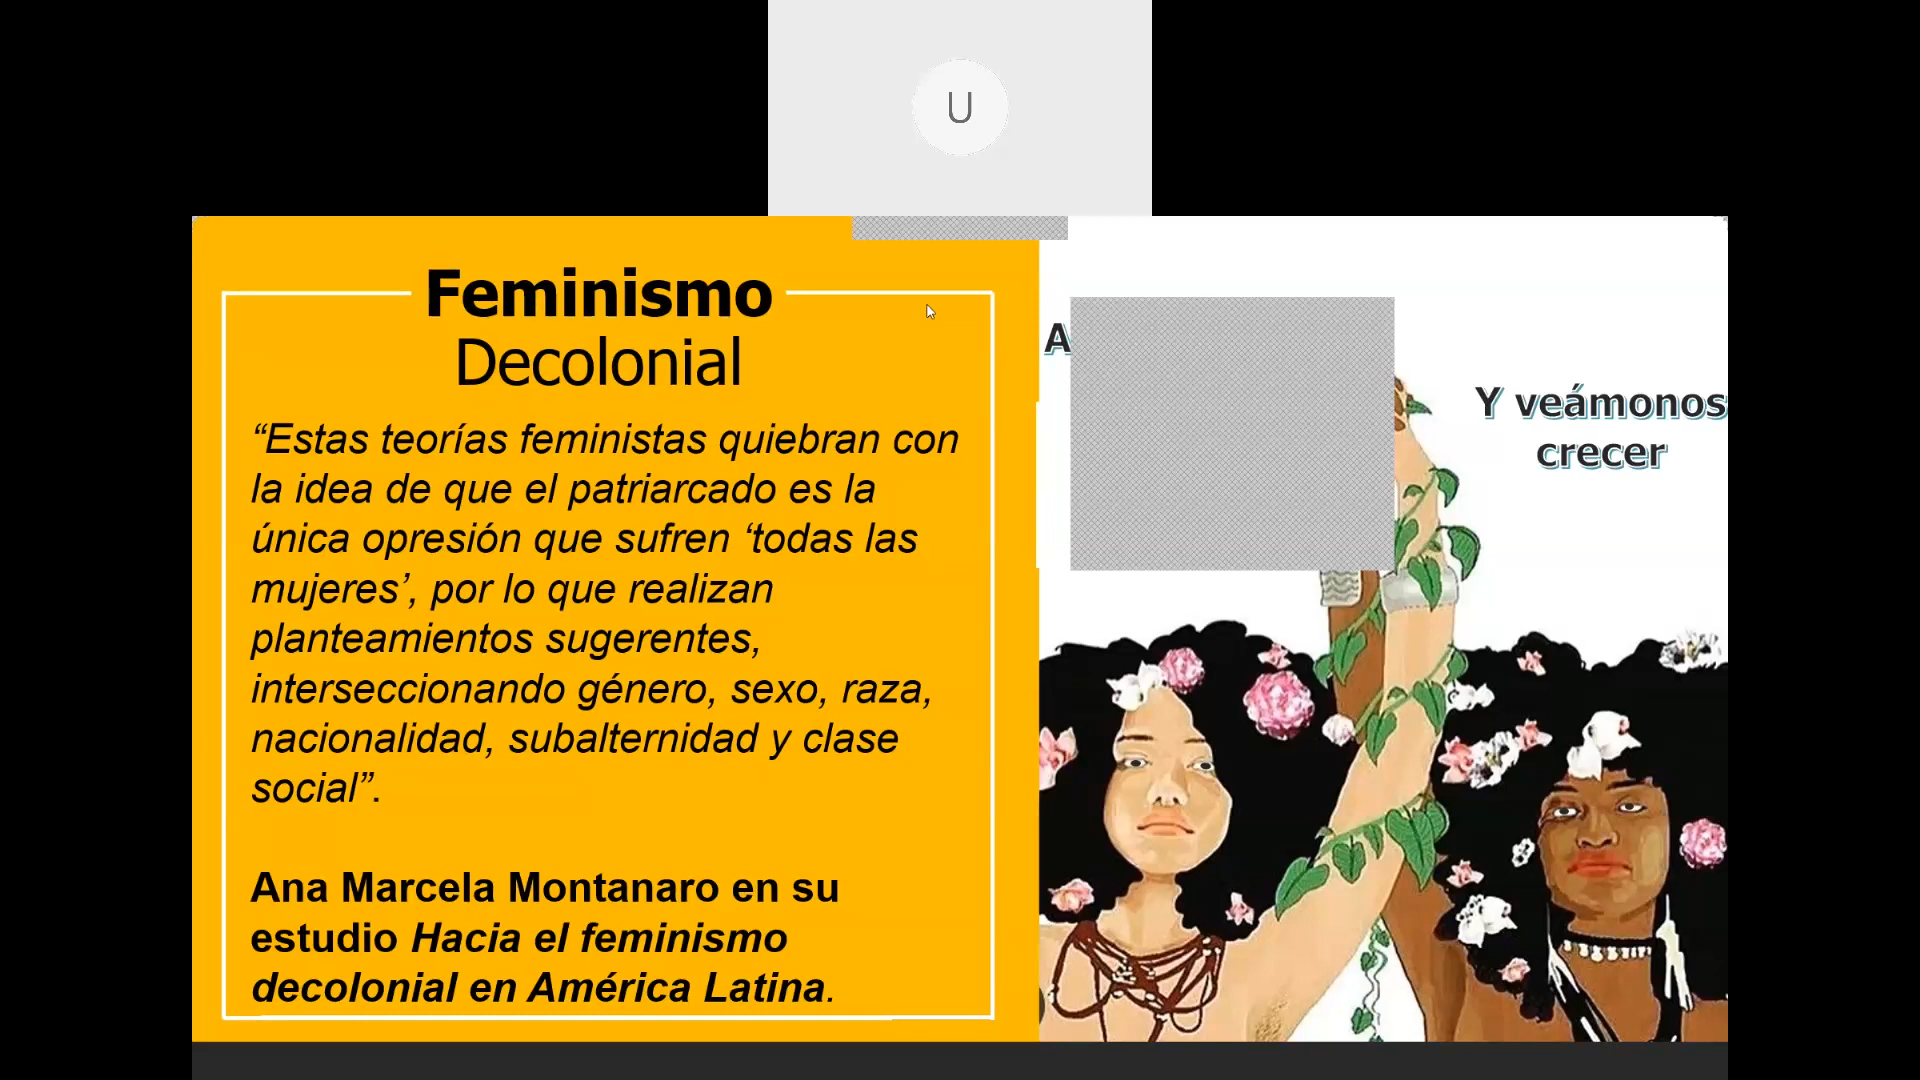 U
Feminismo
Decolonial
“Estas teorías feministas quiebran con
la idea de que el patriarcado es la
única opresión que sufren ‘todas las
mujeres’, por lo que realizan
planteamientos sugerentes,
interseccionando género, sexo, raza,
nacionalidad, subalternidad y clase
social”.
Ana Marcela Montanaro en su
estudio Hacia el feminismo
decolonial en América Latina.
Y veámonos
crecer